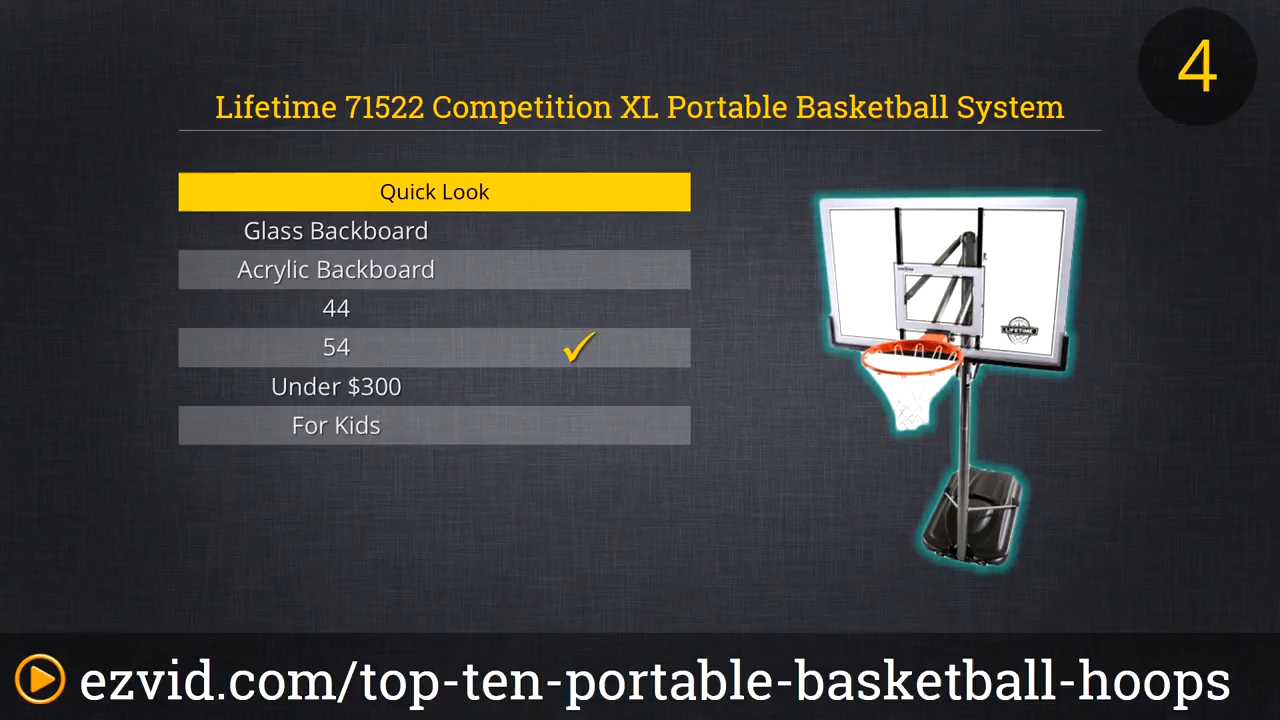 4
Lifetime 71522 Competition XL Portable Basketball System
Quick Look
Glass Backboard
Acrylic Backboard
44
54
Under $300
For Kids
LIFETIME
ezvid.com/top-ten-portable-basketball-hoops